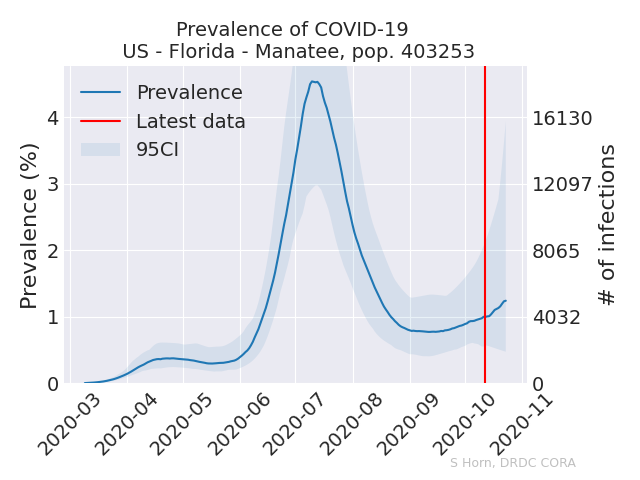 Prevalence of COVID-19
US - Florida - Manatee, pop. 403253
Prevalence
Latest data
95CI
Prevalence (%)
4
3
2
1
0
16130
12097
8065
4032
0
# of infections
2020-03
2020-04
2020-05
2020-06
2020-07
2020-08
2020-09
2020-10
2020-11
S Horn, DRDC CORA